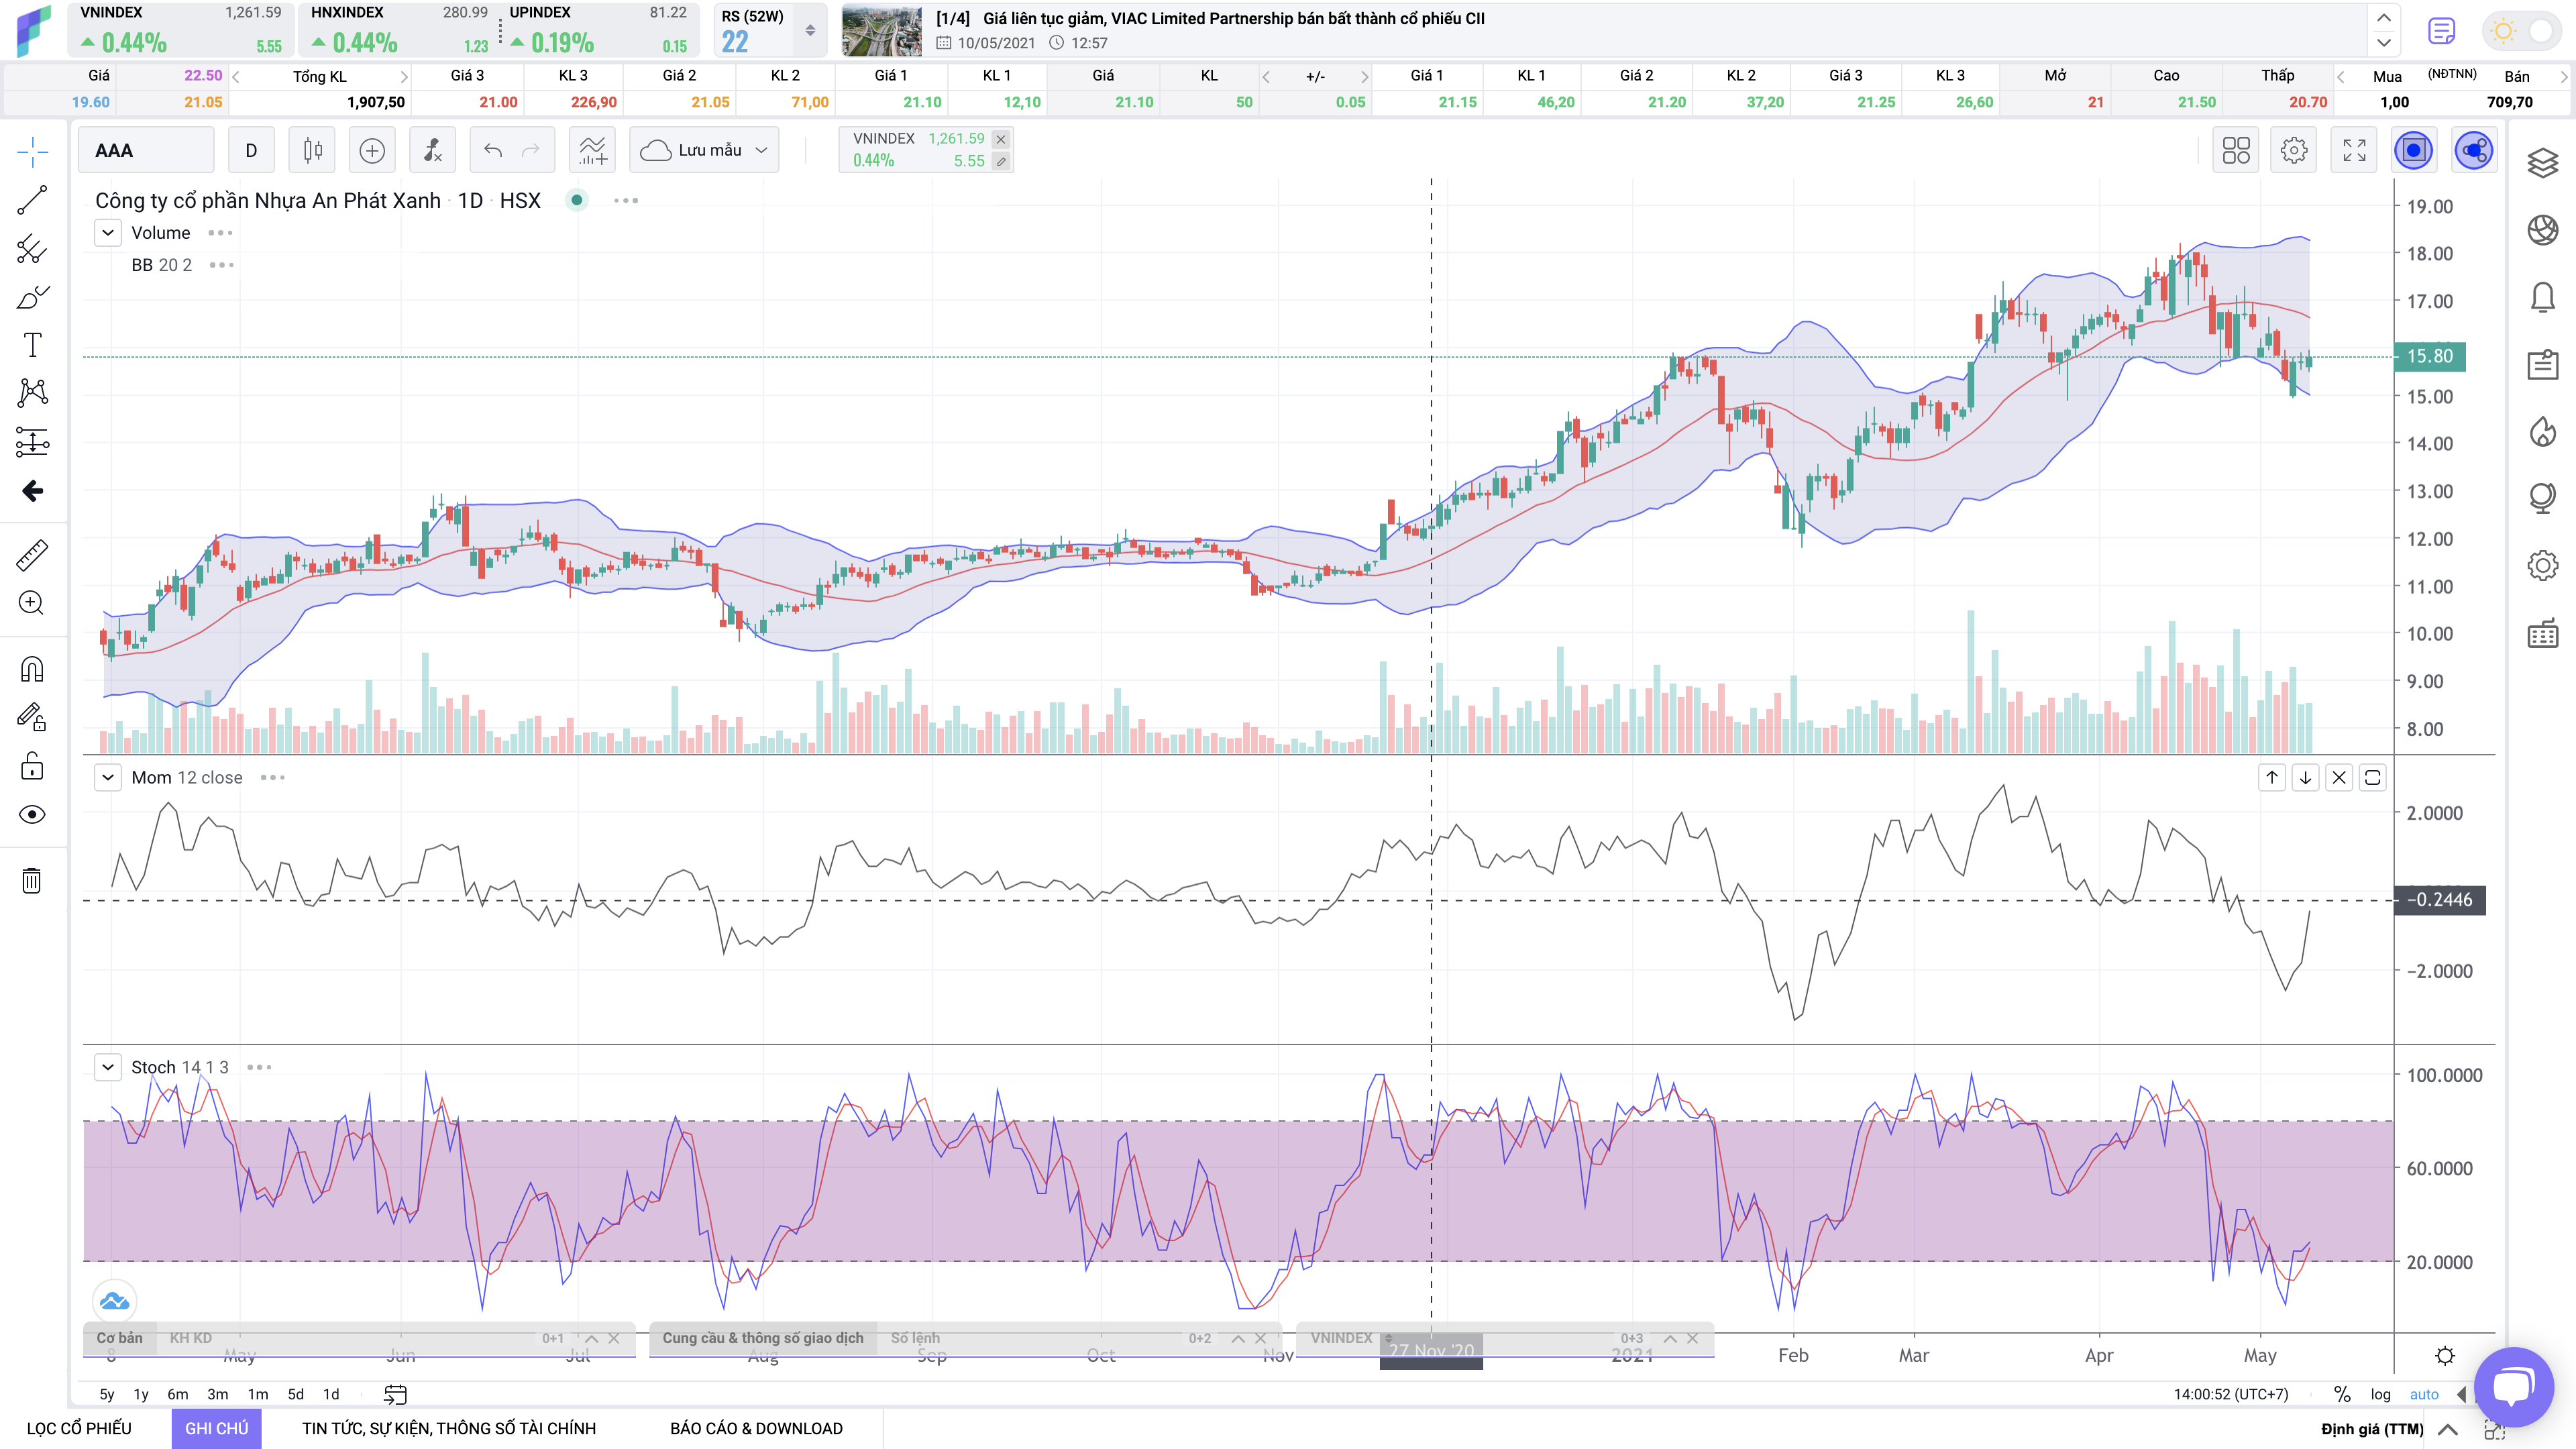 VNINDEX 1,261.59 HNXINDEX 280.99 UPINDEX 81.22 RS (52W) [1/4] Giá liên tục giảm, VIAC Limited Partnership bán bất thành cổ phiếu CII
0.44% 5.55 0.44% 1.23 0.19% 0.15 22 10/05/2021 12:57
Giá 22.50 Tổng KL Giá 3 KL 3 Giá 2 KL 2 Giá 1 KL 1 Giá KL +/- Giá 1 KL 1 Giá 2 KL 2 Giá 3 KL 3 Mở Cao Thấp Mua (NĐTNN) Bán
19.60 21.05 1,907,50 21.00 226,90 21.05 71,00 21.10 12,10 21.10 50 0.05 21.15 46,20 21.20 37,20 21.25 26,60 21 21.50 20.70 1,00 709,70
AAA D Lưu mẫu VNINDEX 1,261.59
0.44% 5.55
Công ty cổ phần Nhựa An Phát Xanh · 1D · HSX
Volume
BB 20 2
19.00
18.00
17.00
15.80
15.00
14.00
13.00
12.00
11.00
10.00
9.00
8.00
Mom 12 close
2.0000
−0.2446
−2.0000
Stoch 14 1 3
100.0000
60.0000
20.0000
Cơ bản KH KD 0+1 Cung cầu & thông số giao dịch Sổ lệnh 0+2 VNINDEX 0+3
8 May Jun Jul Aug Sep Oct Nov 27 Nov '20 2021 Feb Mar Apr May
5y 1y 6m 3m 1m 5d 1d 14:00:52 (UTC+7) % log auto
LỌC CỔ PHIẾU GHI CHÚ TIN TỨC, SỰ KIỆN, THÔNG SỐ TÀI CHÍNH BÁO CÁO & DOWNLOAD Định giá (TTM)